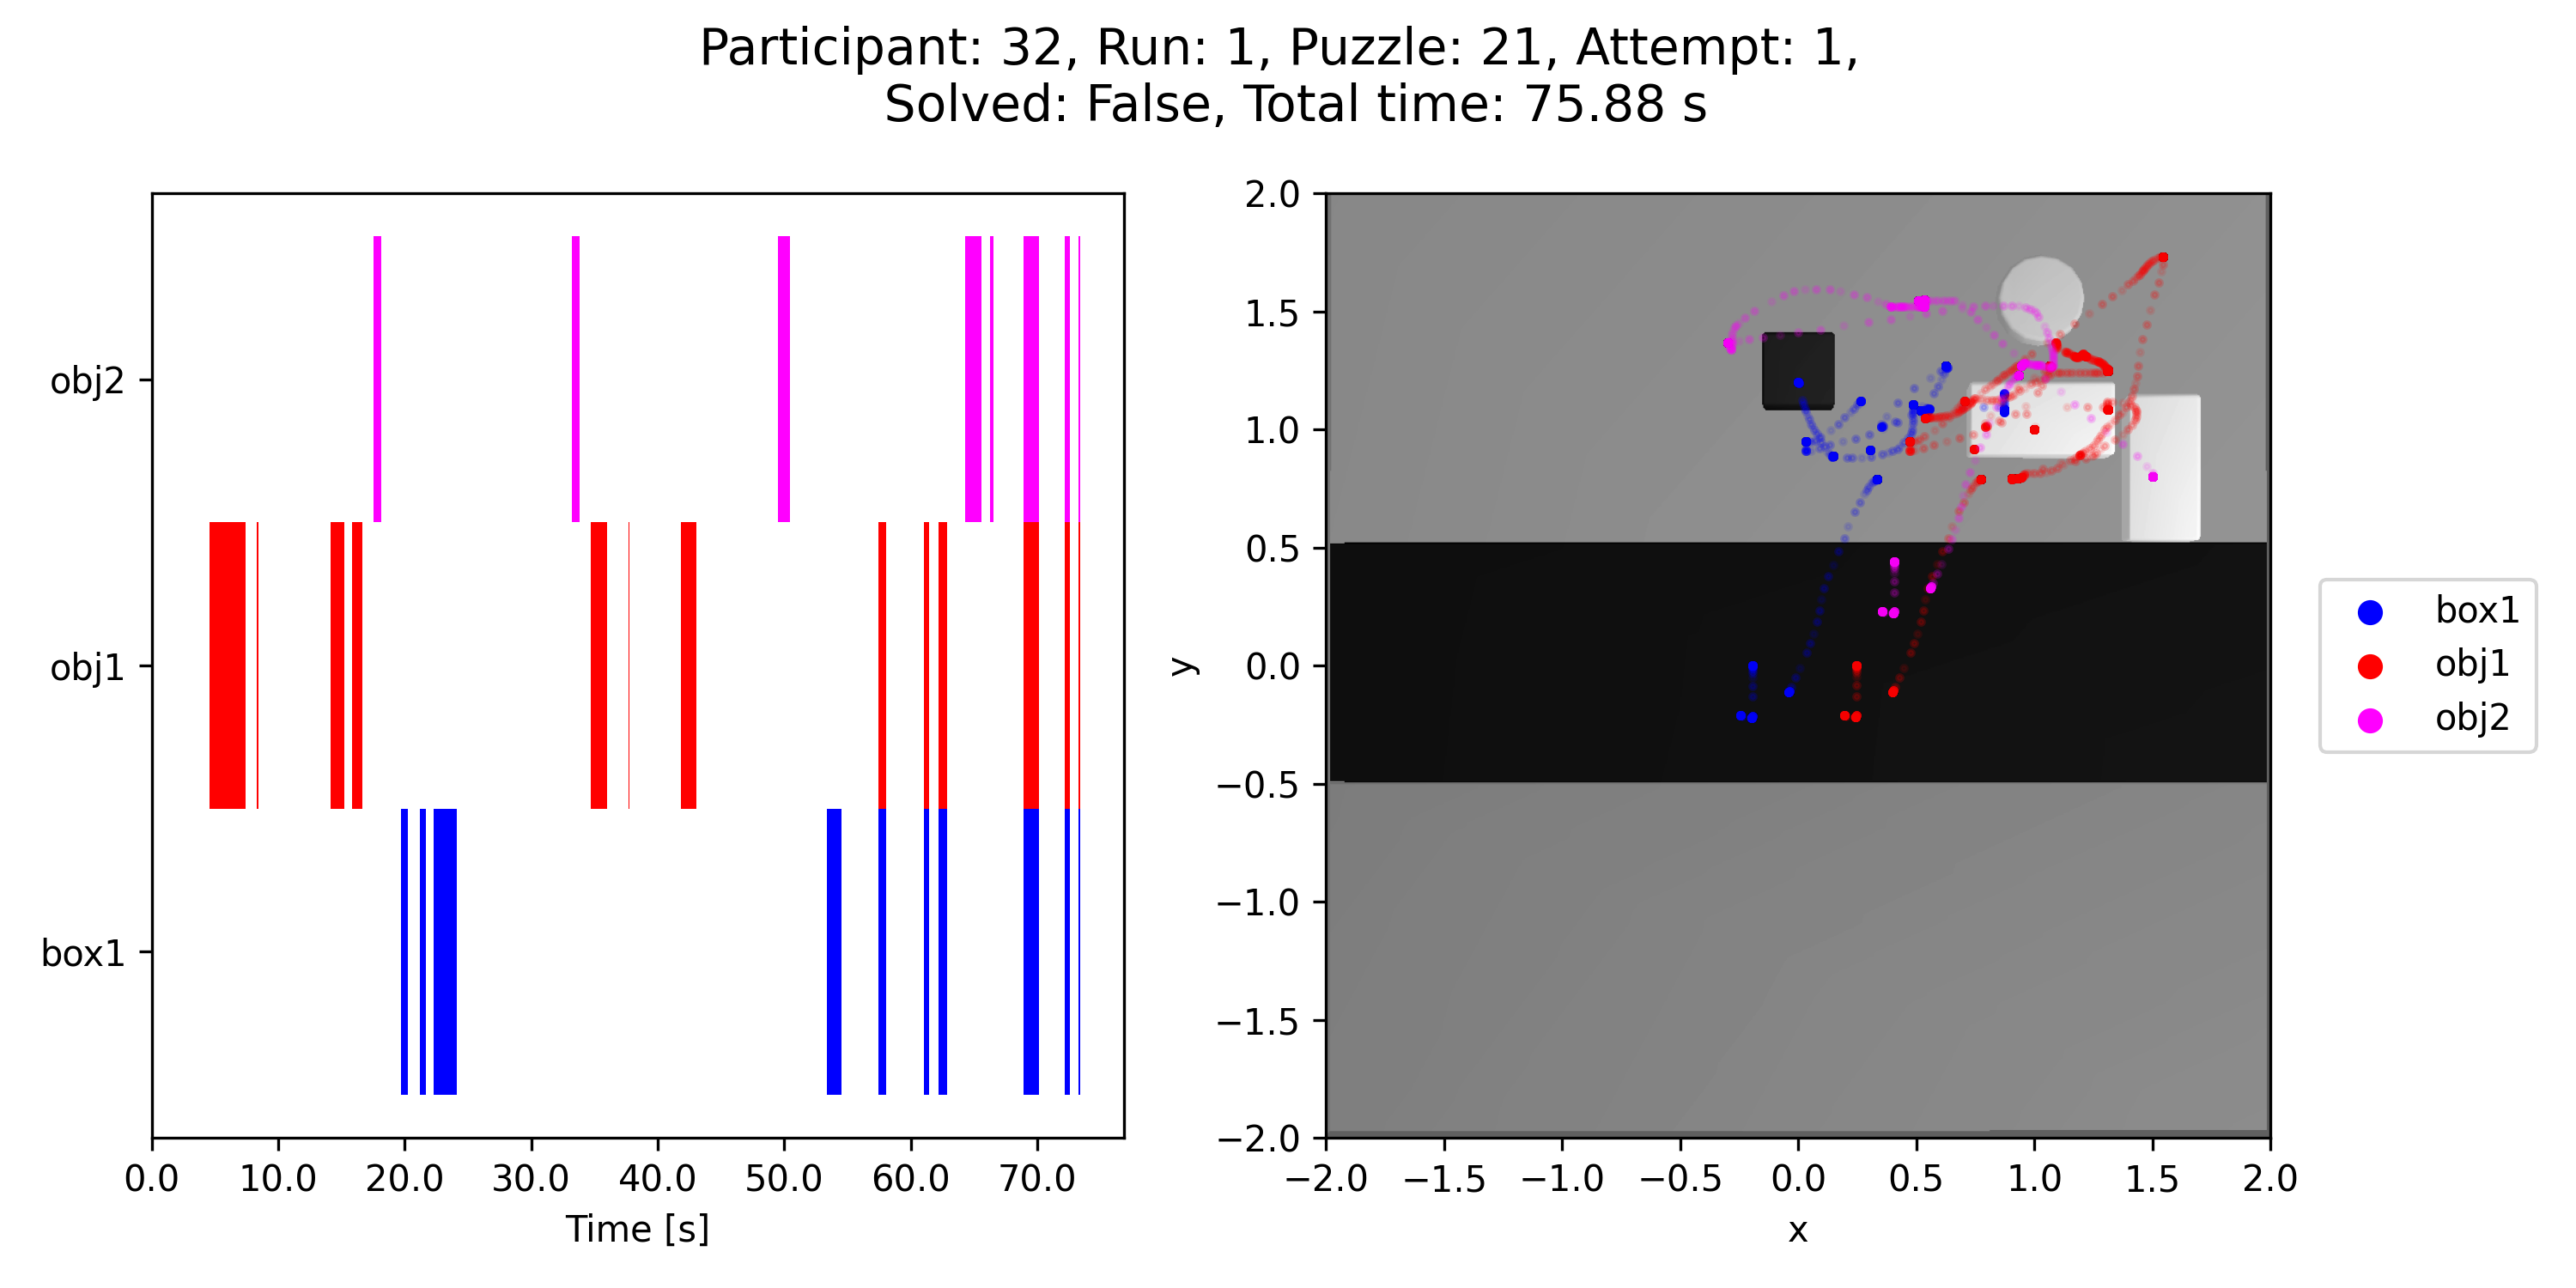 Participant: 32, Run: 1, Puzzle: 21, Attempt: 1,
Solved: False, Total time: 75.88 s
obj2
obj1
box1
0.0 10.0 20.0 30.0 40.0 50.0 60.0 70.0
Time [s]
2.0
1.5
1.0
0.5
0.0
−0.5
−1.0
−1.5
−2.0
y
−2.0 −1.5 −1.0 −0.5 0.0 0.5 1.0 1.5 2.0
x
box1
obj1
obj2